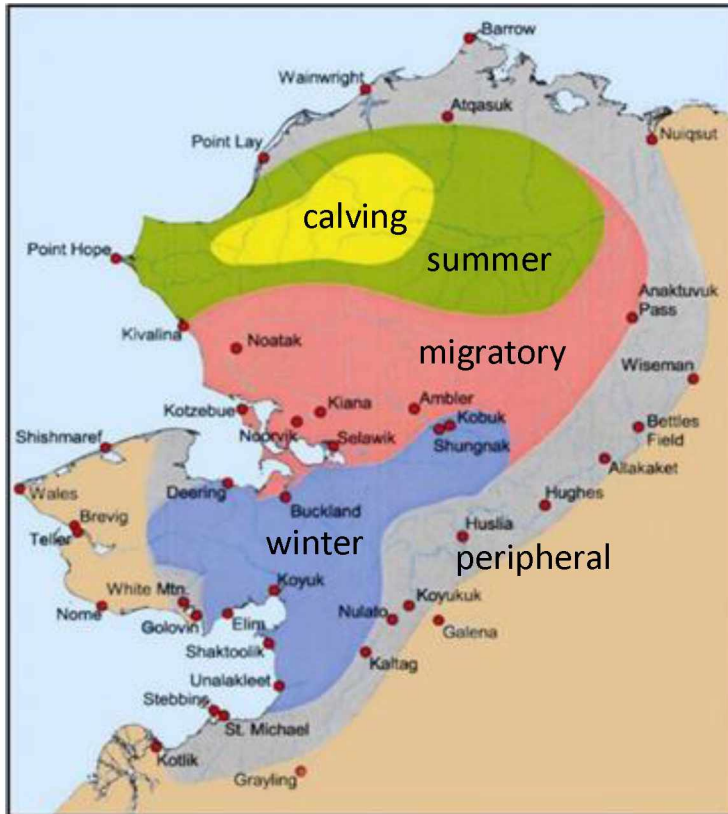 Barrow
Wainwright
Atqasuk
Nuiqsut
Point Lay
calving
Point Hope
summer
Anaktuvuk
Pass
Kivalina
Noatak
migratory
Wiseman
Kotzebue
Kiana
Ambler
Kobuk
Bettles
Field
Shishmaref
Noorvik
Selawik
Shungnak
Allakaket
Wales
Deering
Buckland
Hughes
Brevig
Teller
winter
Huslia
peripheral
White Mtn.
Koyuk
Nome
Golovin
Elim
Nulato
Koyukuk
Galena
Shaktoolik
Kaltag
Unalakleet
Stebbins
St. Michael
Kotlik
Grayling